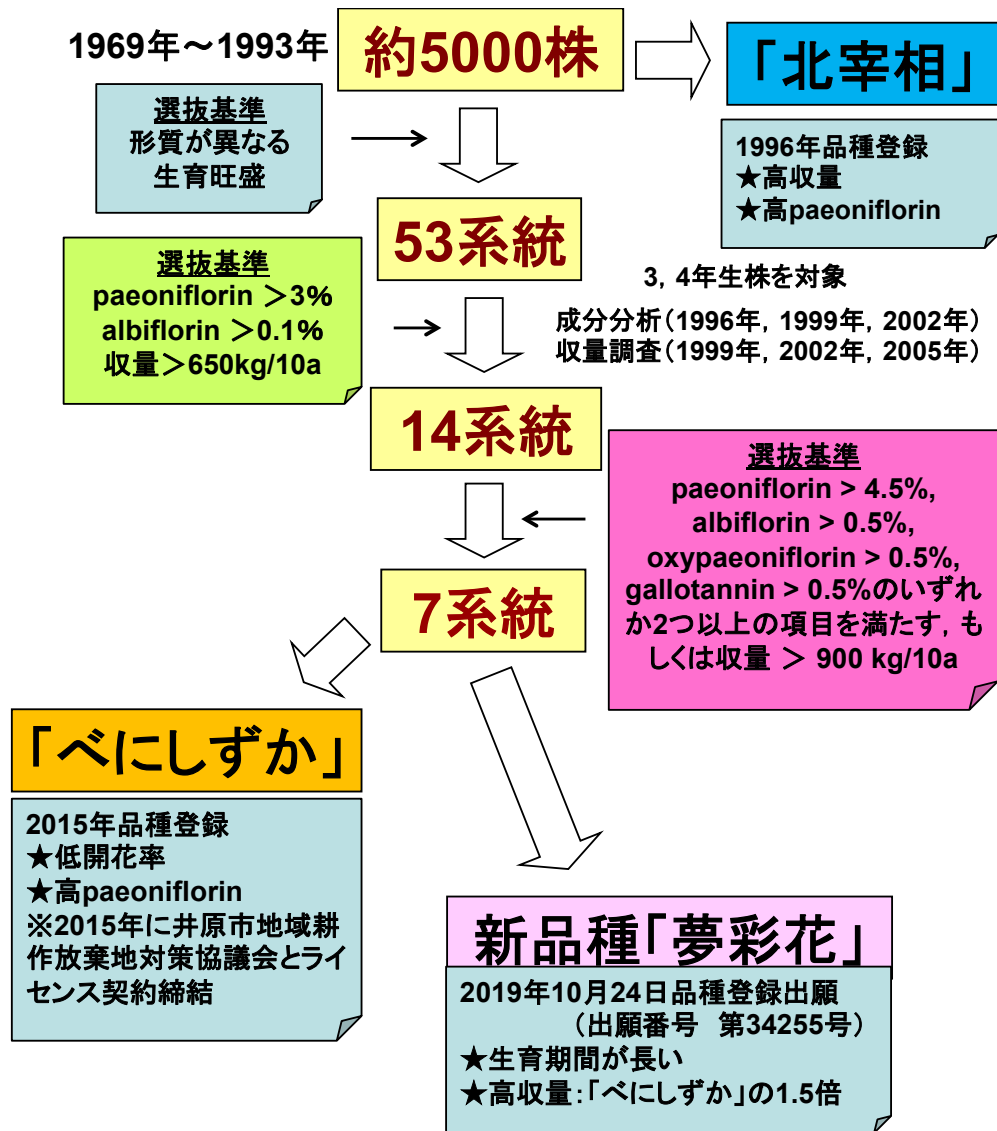 1969年～1993年
約5000株
「北宰相」
選抜基準
形質が異なる
生育旺盛
1996年品種登録
★高収量
★高paeoniflorin
53系統
選抜基準
paeoniflorin ＞3%
albiflorin ＞0.1%
収量＞650kg/10a
3，4年生株を対象
成分分析（1996年，1999年，2002年）
収量調査（1999年，2002年，2005年）
14系統
選抜基準
paeoniflorin > 4.5%,
albiflorin > 0.5%,
oxypaeoniflorin > 0.5%,
gallotannin > 0.5%のいずれ
か2つ以上の項目を満たす，も
しくは収量 ＞ 900 kg/10a
7系統
「べにしずか」
2015年品種登録
★低開花率
★高paeoniflorin
※2015年に井原市地域耕
作放棄地対策協議会とライ
センス契約締結
新品種「夢彩花」
2019年10月24日品種登録出願
（出願番号　第34255号）
★生育期間が長い
★高収量：「べにしずか」の1.5倍